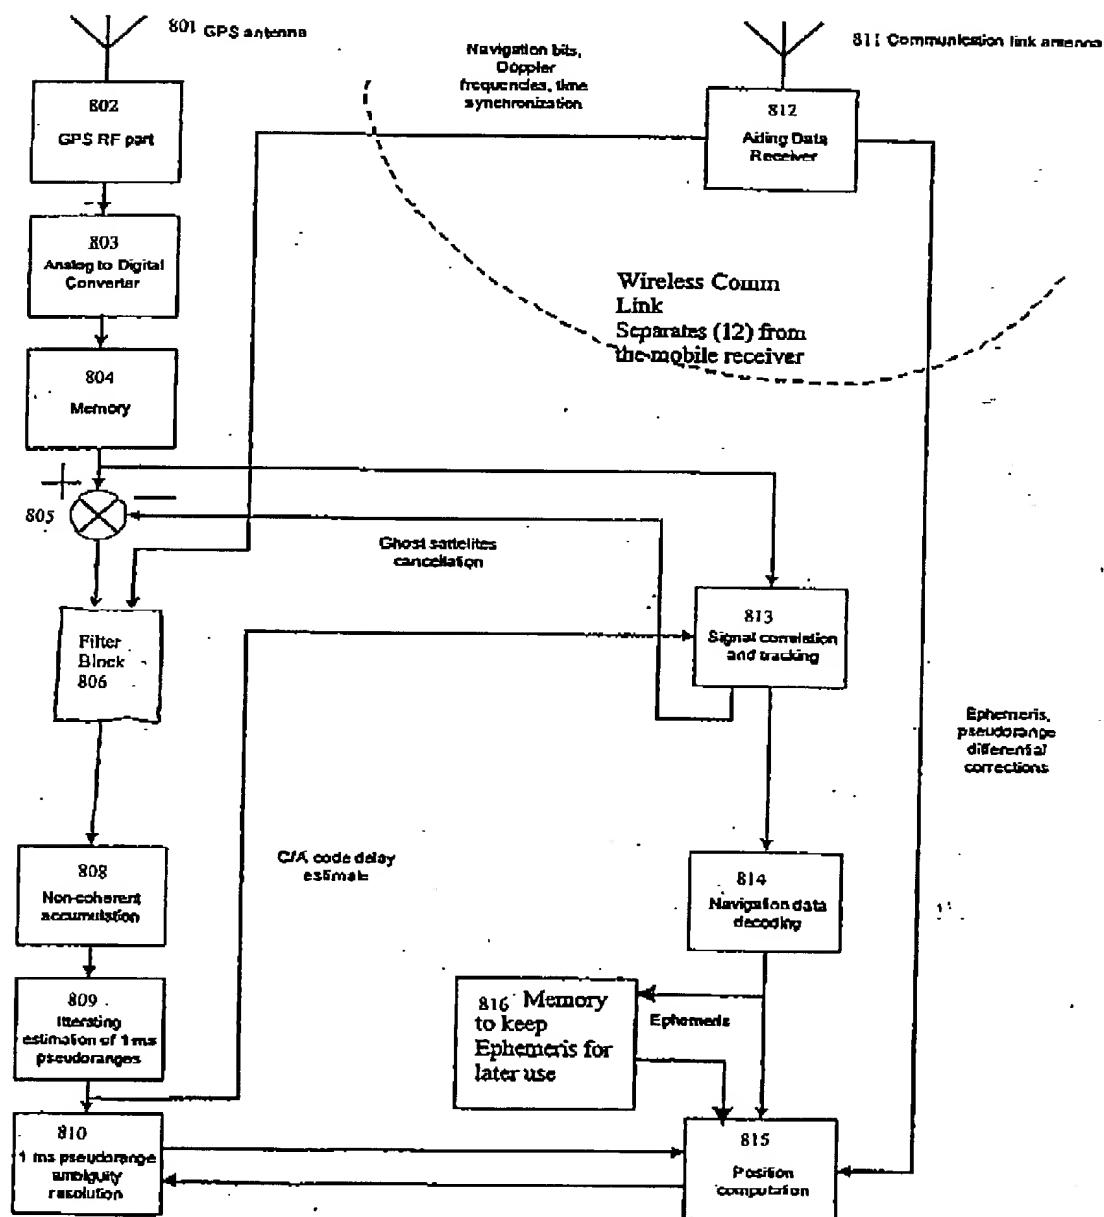 801 GPS antenna
811 Communication link antenna
Navigation bits,
Doppler
frequencies, time
synchronization
802
GPS RF part
812
Aiding Data
Receiver
803
Analog to Digital
Converter
Wireless Comm
Link
Separates (12) from
the mobile receiver
804
Memory
+
—
805
Ghost sattelites
cancellation
813
Signal correlation
and tracking
Filter
Block
806
Ephemeris,
pseudorange
differential
corrections
C/A code delay
estimate
808
Non-coherent
accumulation
814
Navigation data
decoding
809
Itterating
estimation of 1 ms
pseudoranges
816 Memory
to keep
Ephemeris for
later use
Ephemeris
810
1 ms pseudorange
ambiguity
resolution
815
Position
computation